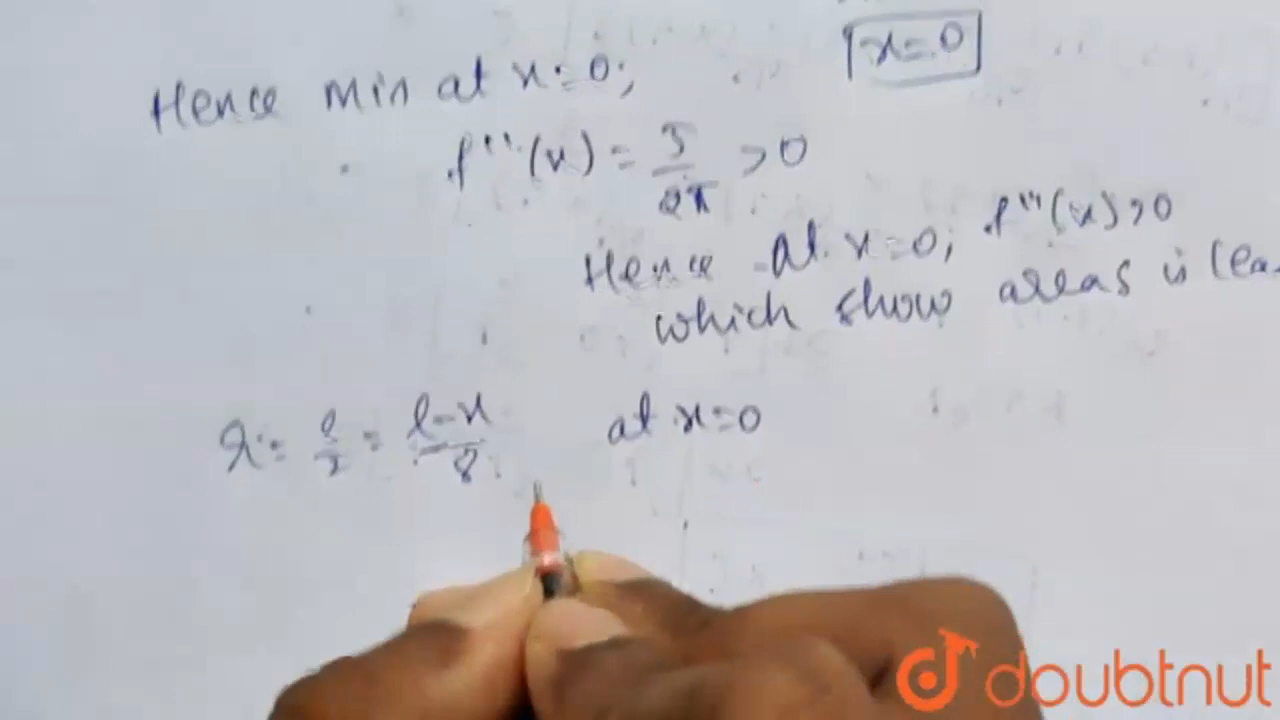 x=0
Hence min at x=0;
f''(x) = 5/2π >0
Hence at x=0; f''(x)>0
which show areas is lea
= l-x/8 at x=0
doubtnut